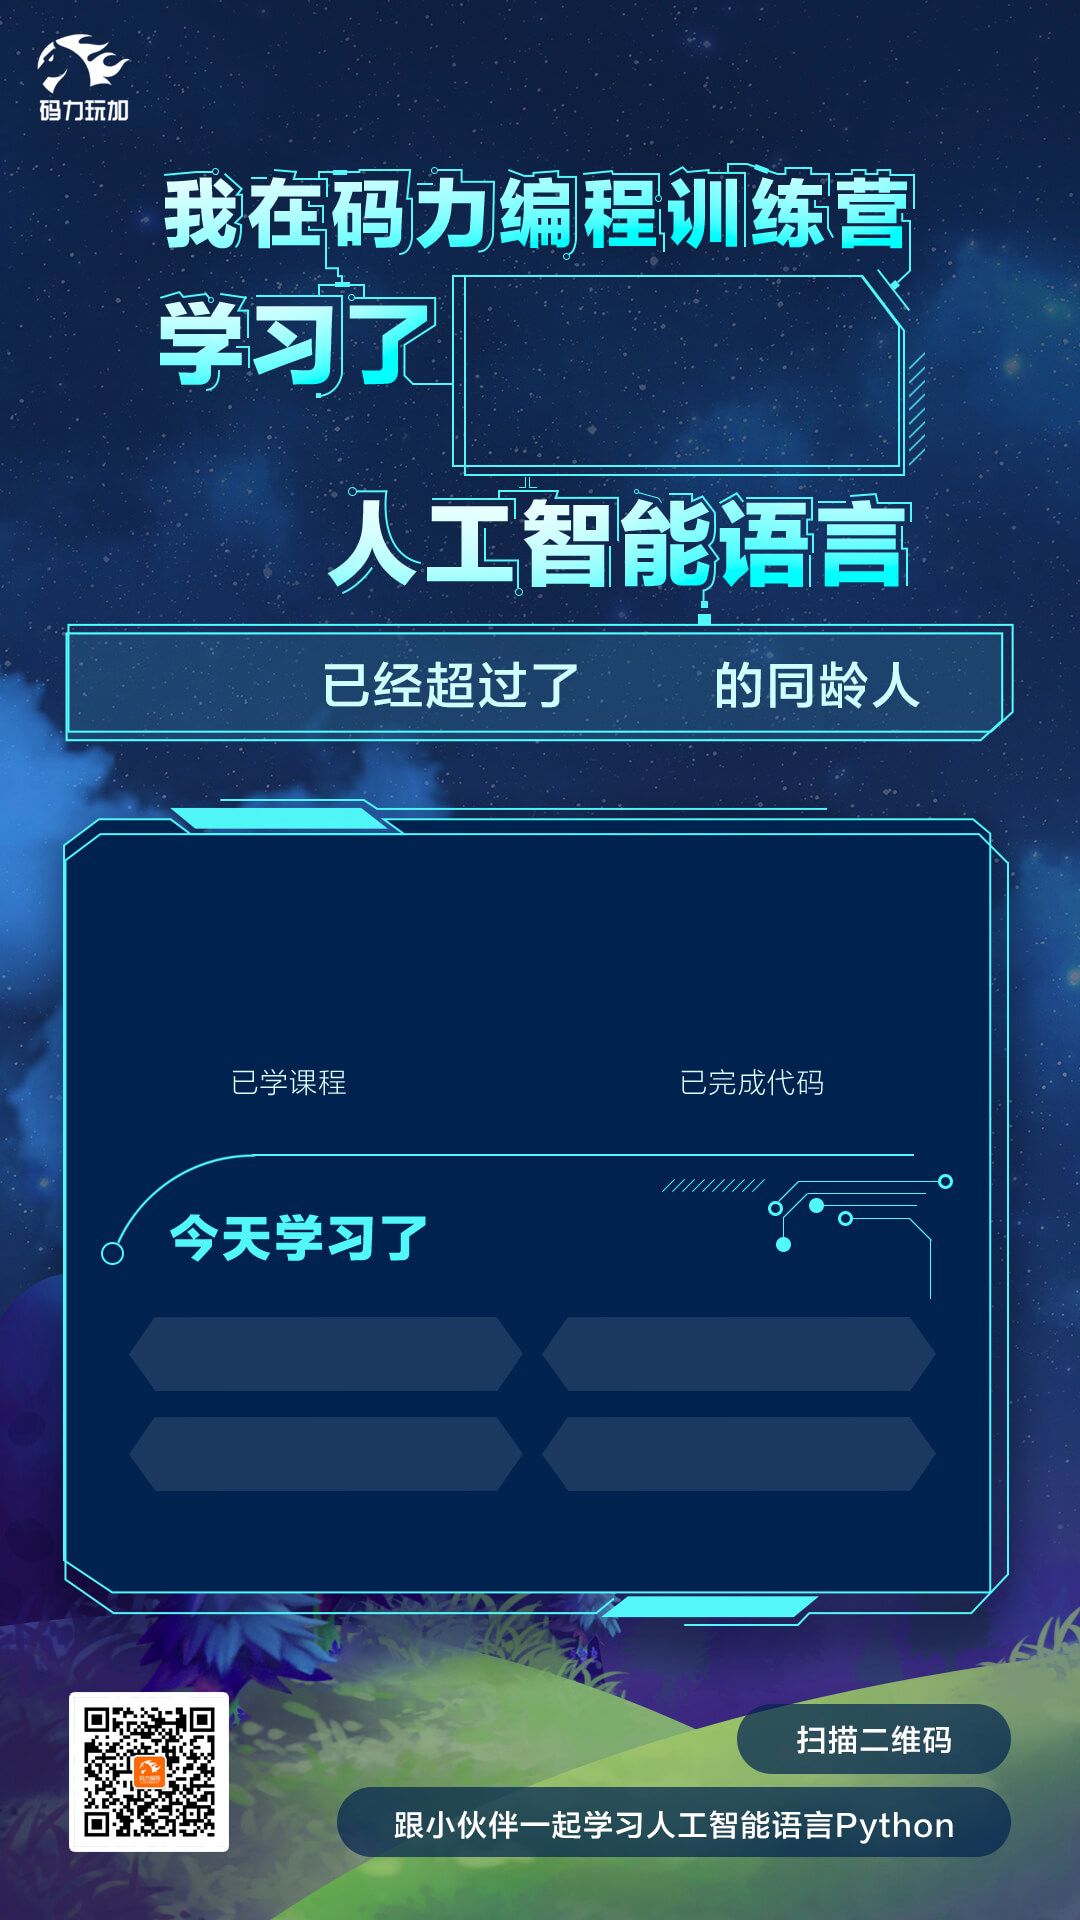 码力玩加
我在码力编程训练营
学习了
人工智能语言
已经超过了 的同龄人
已学课程 已完成代码
今天学习了
扫描二维码
跟小伙伴一起学习人工智能语言Python